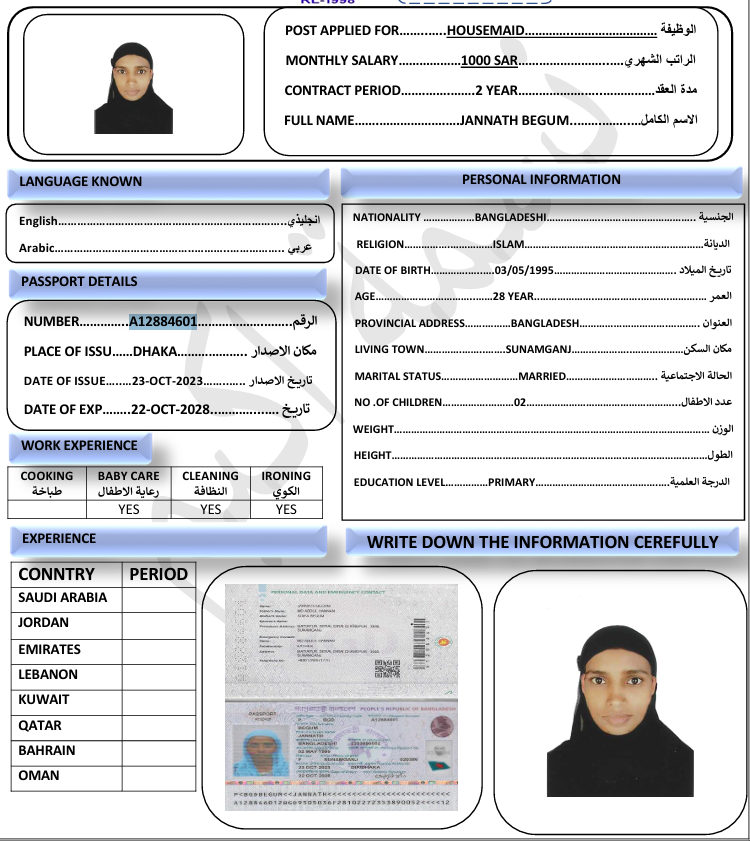 RL-1998
POST APPLIED FOR.............HOUSEMAID................................... الوظيفة
MONTHLY SALARY.................1000 SAR.............................الراتب الشهري
CONTRACT PERIOD....................2 YEAR....................................مدة العقد
FULL NAME...........................JANNATH BEGUM...................الاسم الكامل
LANGUAGE KNOWN
English..............................................................انجليذي
Arabic.............................................................. عربي
PASSPORT DETAILS
NUMBER..............A12884601........................الرقم
PLACE OF ISSU......DHAKA.................. مكان الاصدار
DATE OF ISSUE....23-OCT-2023............ تاريخ الاصدار
DATE OF EXP......22-OCT-2028.................. تاريخ
WORK EXPERIENCE
COOKING BABY CARE CLEANING IRONING
طباخة رعاية الاطفال النظافة الكوي
YES YES YES
PERSONAL INFORMATION
NATIONALITY ...............BANGLADESHI..................................... الجنسية
RELIGION..........................ISLAM.....................................................الديانة
DATE OF BIRTH...................03/05/1995.................................... تاريخ الميلاد
AGE....................................28 YEAR..............................................العمر
PROVINCIAL ADDRESS.............BANGLADESH................................... العنوان
LIVING TOWN........................SUNAMGANJ.............................مكان السكن
MARITAL STATUS......................MARRIED........................ الحالة الاجتماعية
NO .OF CHILDREN....................02..........................................عدد الاطفال
WEIGHT...................................................................................الوزن
HEIGHT....................................................................................الطول
EDUCATION LEVEL...........PRIMARY....................................الدرجة العلمية
EXPERIENCE
WRITE DOWN THE INFORMATION CEREFULLY
CONNTRY PERIOD
SAUDI ARABIA
JORDAN
EMIRATES
LEBANON
KUWAIT
QATAR
BAHRAIN
OMAN
PERSONAL DATA AND EMERGENCY CONTACT
PASSPORT
PEOPLE'S REPUBLIC OF BANGLADESH
BGD A12884601
BEGUM
JANNATH
BANGLADESHI
SUNAMGANJ
DIP/DHAKA